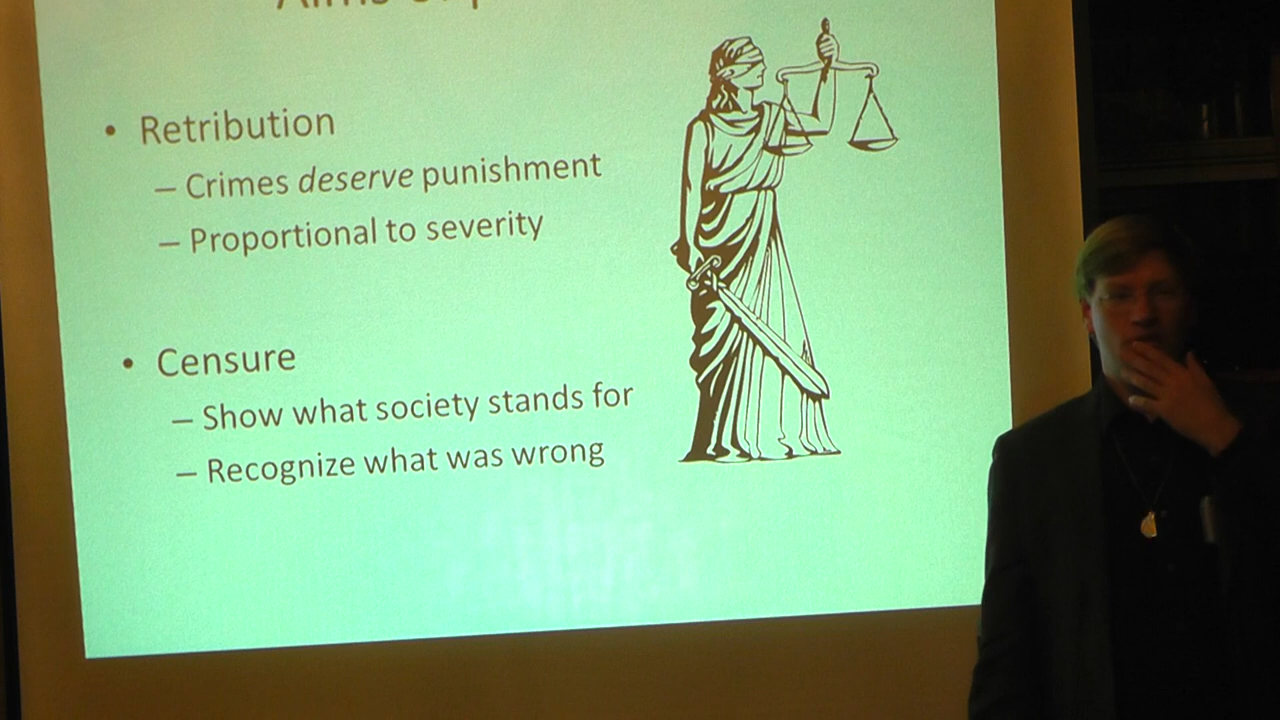 • Retribution
– Crimes deserve punishment
– Proportional to severity
• Censure
– Show what society stands for
– Recognize what was wrong